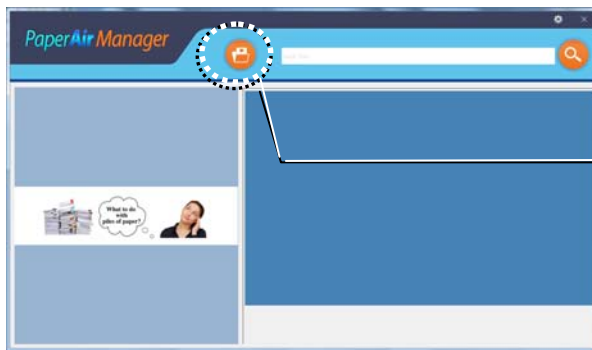 PaperAir Manager
What to do
with
piles of paper?